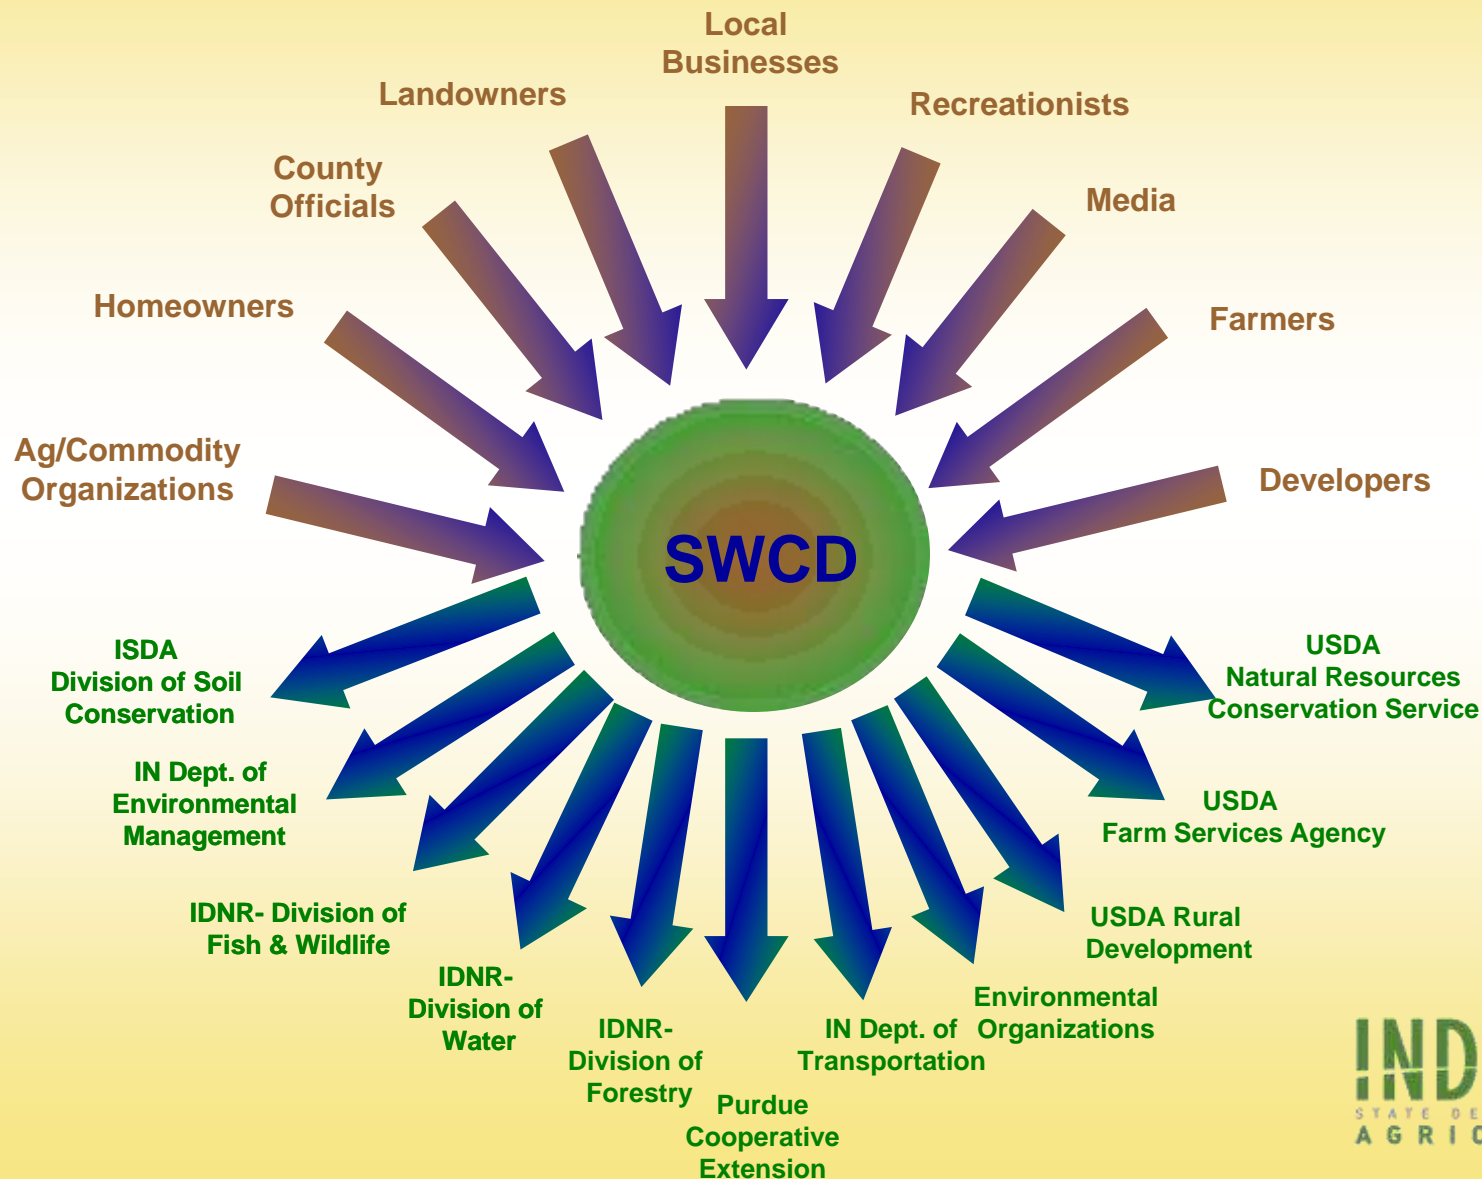 Local
Businesses
Landowners
Recreationists
County
Officials
Media
Homeowners
Farmers
Ag/Commodity
Organizations
Developers
SWCD
ISDA
Division of Soil
Conservation
USDA
Natural Resources
Conservation Service
IN Dept. of
Environmental
Management
USDA
Farm Services Agency
IDNR- Division of
Fish & Wildlife
USDA Rural
Development
IDNR-
Division of
Water
Environmental
Organizations
IDNR-
Division of
Forestry
IN Dept. of
Transportation
Purdue
Cooperative
Extension
STATE